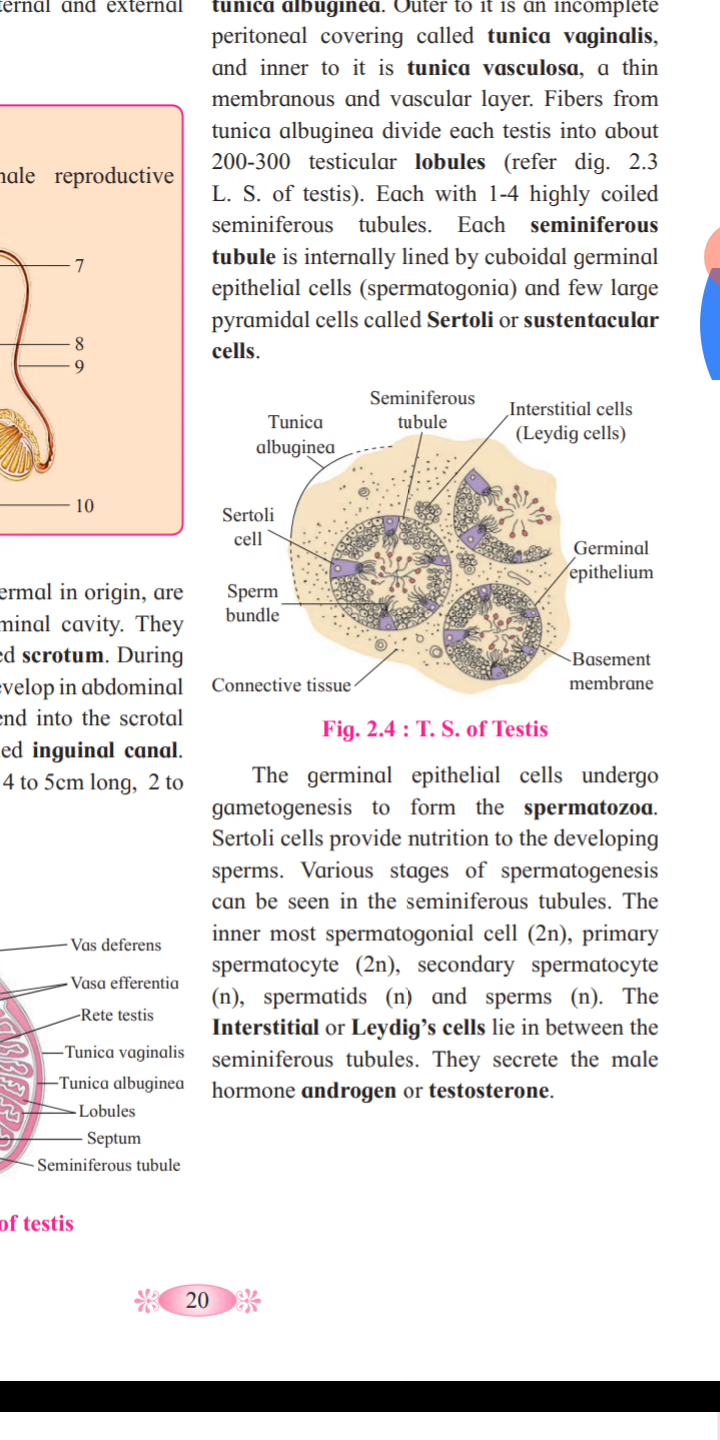 ternal and external
male reproductive
7
8
9
10
ermal in origin, are
minal cavity. They
ed scrotum. During
evelop in abdominal
end into the scrotal
led inguinal canal.
4 to 5cm long, 2 to
Vas deferens
Vasa efferentia
Rete testis
Tunica vaginalis
Tunica albuginea
Lobules
Septum
Seminiferous tubule
of testis
tunica albuginea. Outer to it is an incomplete
peritoneal covering called tunica vaginalis,
and inner to it is tunica vasculosa, a thin
membranous and vascular layer. Fibers from
tunica albuginea divide each testis into about
200-300 testicular lobules (refer dig. 2.3
L. S. of testis). Each with 1-4 highly coiled
seminiferous tubules. Each seminiferous
tubule is internally lined by cuboidal germinal
epithelial cells (spermatogonia) and few large
pyramidal cells called Sertoli or sustentacular
cells.
Seminiferous
tubule
Interstitial cells
(Leydig cells)
Tunica
albuginea
Sertoli
cell
Germinal
epithelium
Sperm
bundle
Basement
membrane
Connective tissue
Fig. 2.4 : T. S. of Testis
The germinal epithelial cells undergo
gametogenesis to form the spermatozoa.
Sertoli cells provide nutrition to the developing
sperms. Various stages of spermatogenesis
can be seen in the seminiferous tubules. The
inner most spermatogonial cell (2n), primary
spermatocyte (2n), secondary spermatocyte
(n), spermatids (n) and sperms (n). The
Interstitial or Leydig's cells lie in between the
seminiferous tubules. They secrete the male
hormone androgen or testosterone.
20